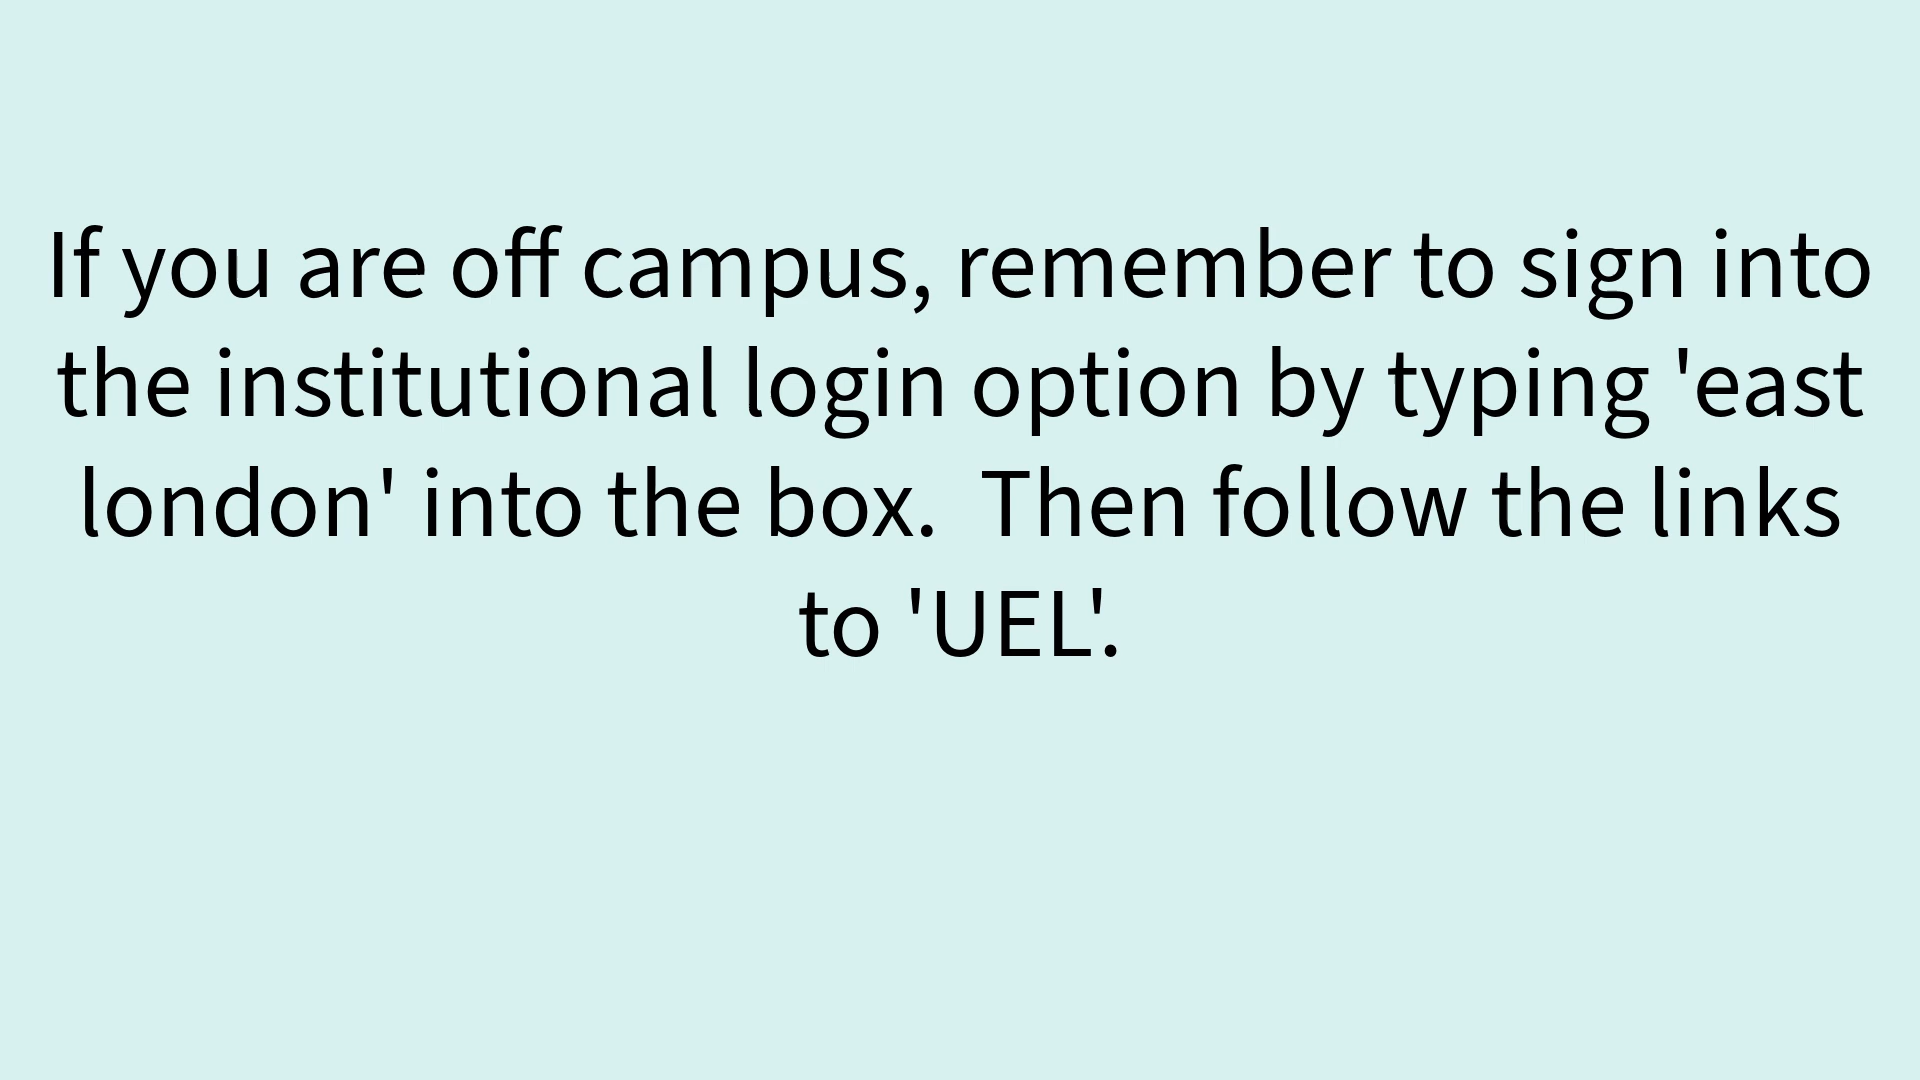 If you are off campus, remember to sign into
the institutional login option by typing 'east
london' into the box.  Then follow the links
to 'UEL'.